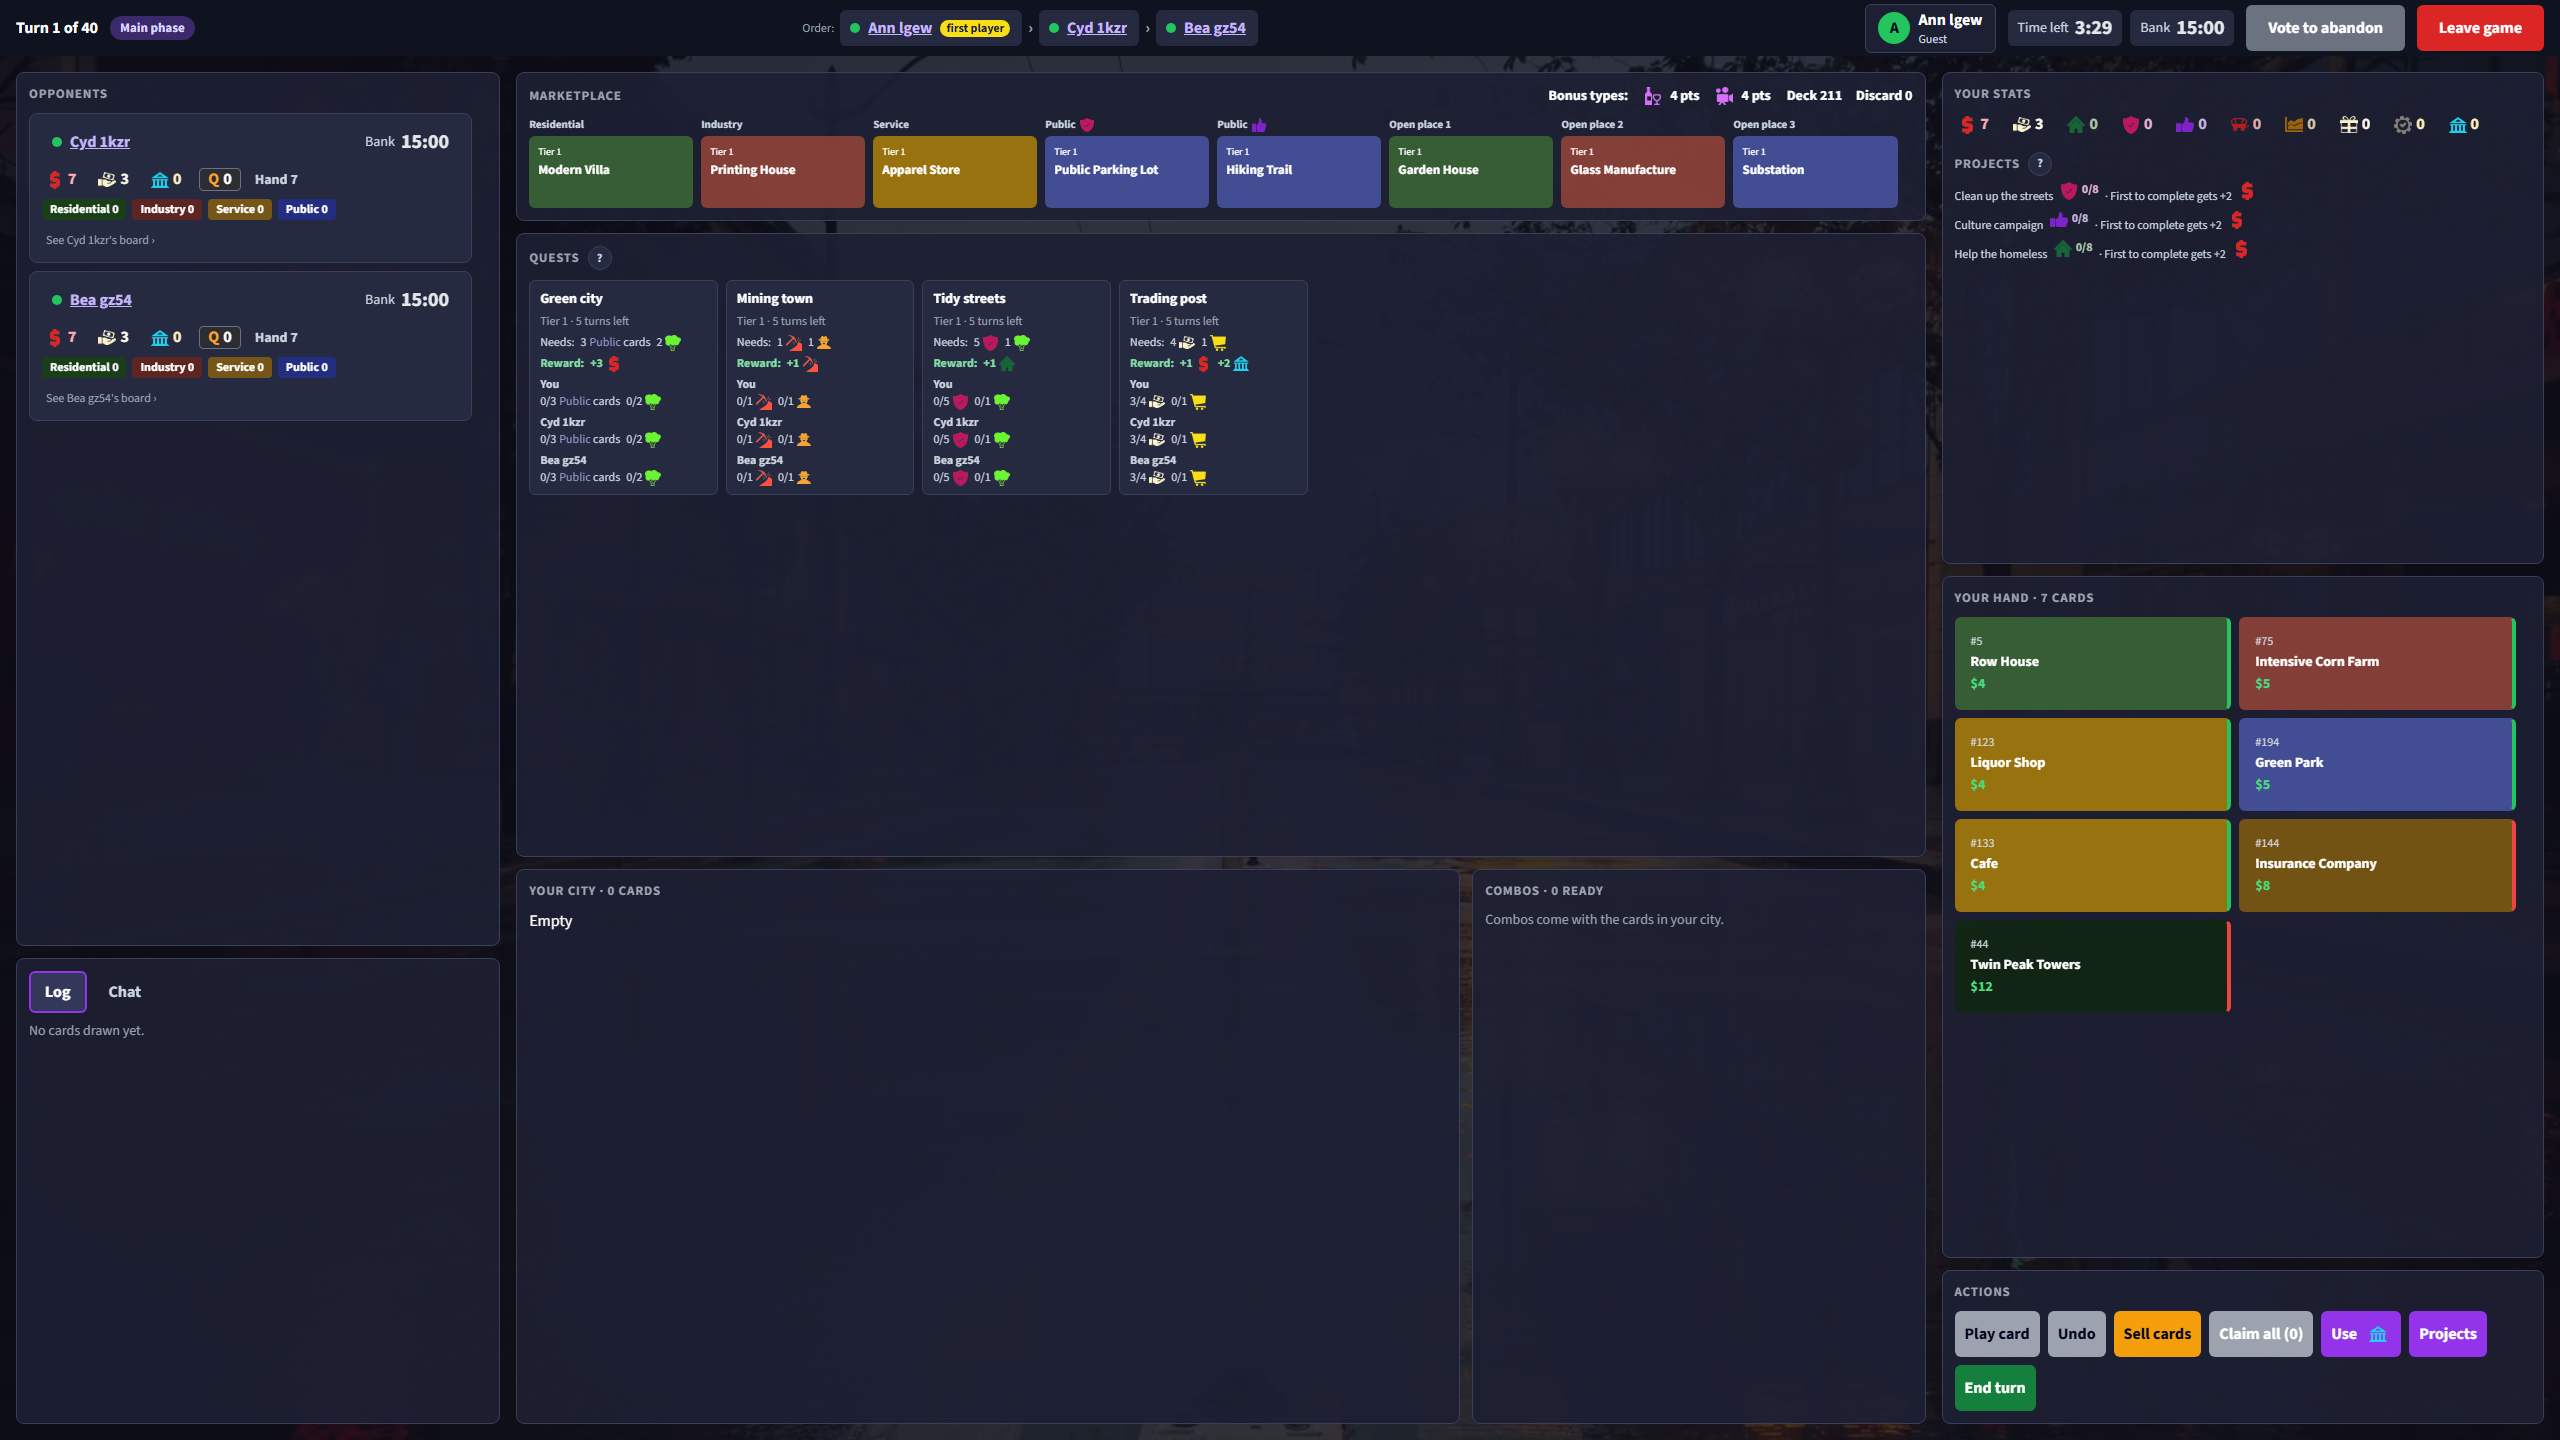 Turn 1 of 40 Main phase
Order: Ann lgew first player › Cyd 1kzr › Bea gz54
A Ann lgew
Guest
Time left 3:29
Bank 15:00
Vote to abandon
Leave game
OPPONENTS
Cyd 1kzr Bank 15:00
7 3 0 Q 0 Hand 7
Residential 0 Industry 0 Service 0 Public 0
See Cyd 1kzr's board ›
Bea gz54 Bank 15:00
7 3 0 Q 0 Hand 7
Residential 0 Industry 0 Service 0 Public 0
See Bea gz54's board ›
Log Chat
No cards drawn yet.
MARKETPLACE
Bonus types: 4 pts 4 pts Deck 211 Discard 0
Residential
Tier 1
Modern Villa
Industry
Tier 1
Printing House
Service
Tier 1
Apparel Store
Public
Tier 1
Public Parking Lot
Public
Tier 1
Hiking Trail
Open place 1
Tier 1
Garden House
Open place 2
Tier 1
Glass Manufacture
Open place 3
Tier 1
Substation
QUESTS ?
Green city
Tier 1 · 5 turns left
Needs: 3 Public cards 2
Reward: +3 $
You
0/3 Public cards 0/2
Cyd 1kzr
0/3 Public cards 0/2
Bea gz54
0/3 Public cards 0/2
Mining town
Tier 1 · 5 turns left
Needs: 1 1
Reward: +1
You
0/1 0/1
Cyd 1kzr
0/1 0/1
Bea gz54
0/1 0/1
Tidy streets
Tier 1 · 5 turns left
Needs: 5 1
Reward: +1
You
0/5 0/1
Cyd 1kzr
0/5 0/1
Bea gz54
0/5 0/1
Trading post
Tier 1 · 5 turns left
Needs: 4 1
Reward: +1 $ +2
You
3/4 0/1
Cyd 1kzr
3/4 0/1
Bea gz54
3/4 0/1
YOUR CITY · 0 CARDS
Empty
COMBOS · 0 READY
Combos come with the cards in your city.
YOUR STATS
$ 7 3 0 0 0 0 0 0 0 0
PROJECTS ?
Clean up the streets 0/8 · First to complete gets +2 $
Culture campaign 0/8 · First to complete gets +2 $
Help the homeless 0/8 · First to complete gets +2 $
YOUR HAND · 7 CARDS
#5
Row House
$4
#75
Intensive Corn Farm
$5
#123
Liquor Shop
$4
#194
Green Park
$5
#133
Cafe
$4
#144
Insurance Company
$8
#44
Twin Peak Towers
$12
ACTIONS
Play card
Undo
Sell cards
Claim all (0)
Use
Projects
End turn